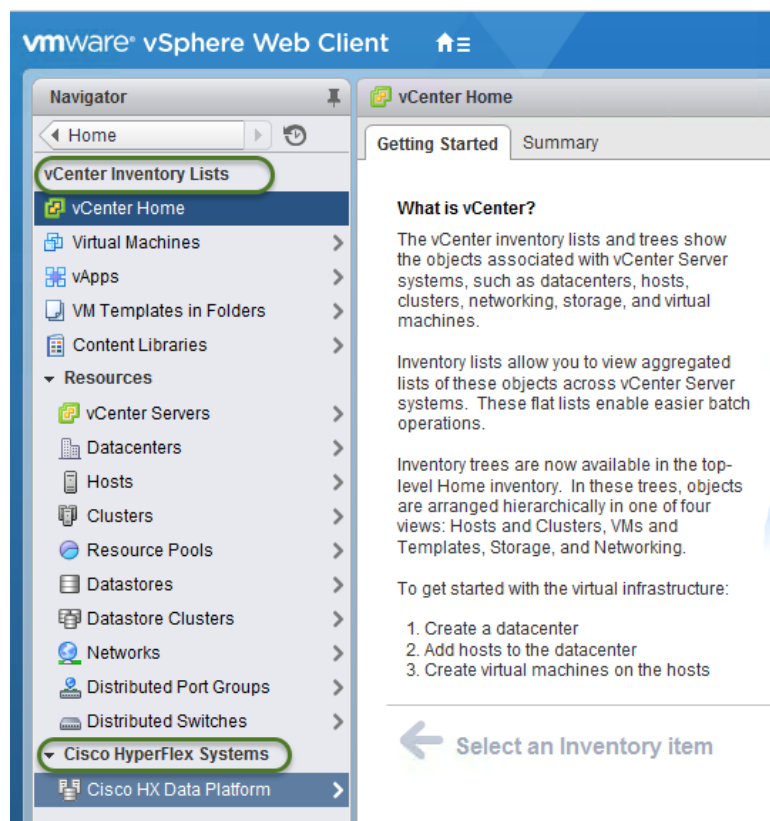 vmware® vSphere Web Client
Navigator
Home
vCenter Inventory Lists
vCenter Home
Virtual Machines
vApps
VM Templates in Folders
Content Libraries
Resources
vCenter Servers
Datacenters
Hosts
Clusters
Resource Pools
Datastores
Datastore Clusters
Networks
Distributed Port Groups
Distributed Switches
Cisco HyperFlex Systems
Cisco HX Data Platform
vCenter Home
Getting Started
Summary
What is vCenter?
The vCenter inventory lists and trees show
the objects associated with vCenter Server
systems, such as datacenters, hosts,
clusters, networking, storage, and virtual
machines.
Inventory lists allow you to view aggregated
lists of these objects across vCenter Server
systems. These flat lists enable easier batch
operations.
Inventory trees are now available in the top-
level Home inventory. In these trees, objects
are arranged hierarchically in one of four
views: Hosts and Clusters, VMs and
Templates, Storage, and Networking.
To get started with the virtual infrastructure:
1. Create a datacenter
2. Add hosts to the datacenter
3. Create virtual machines on the hosts
Select an Inventory item